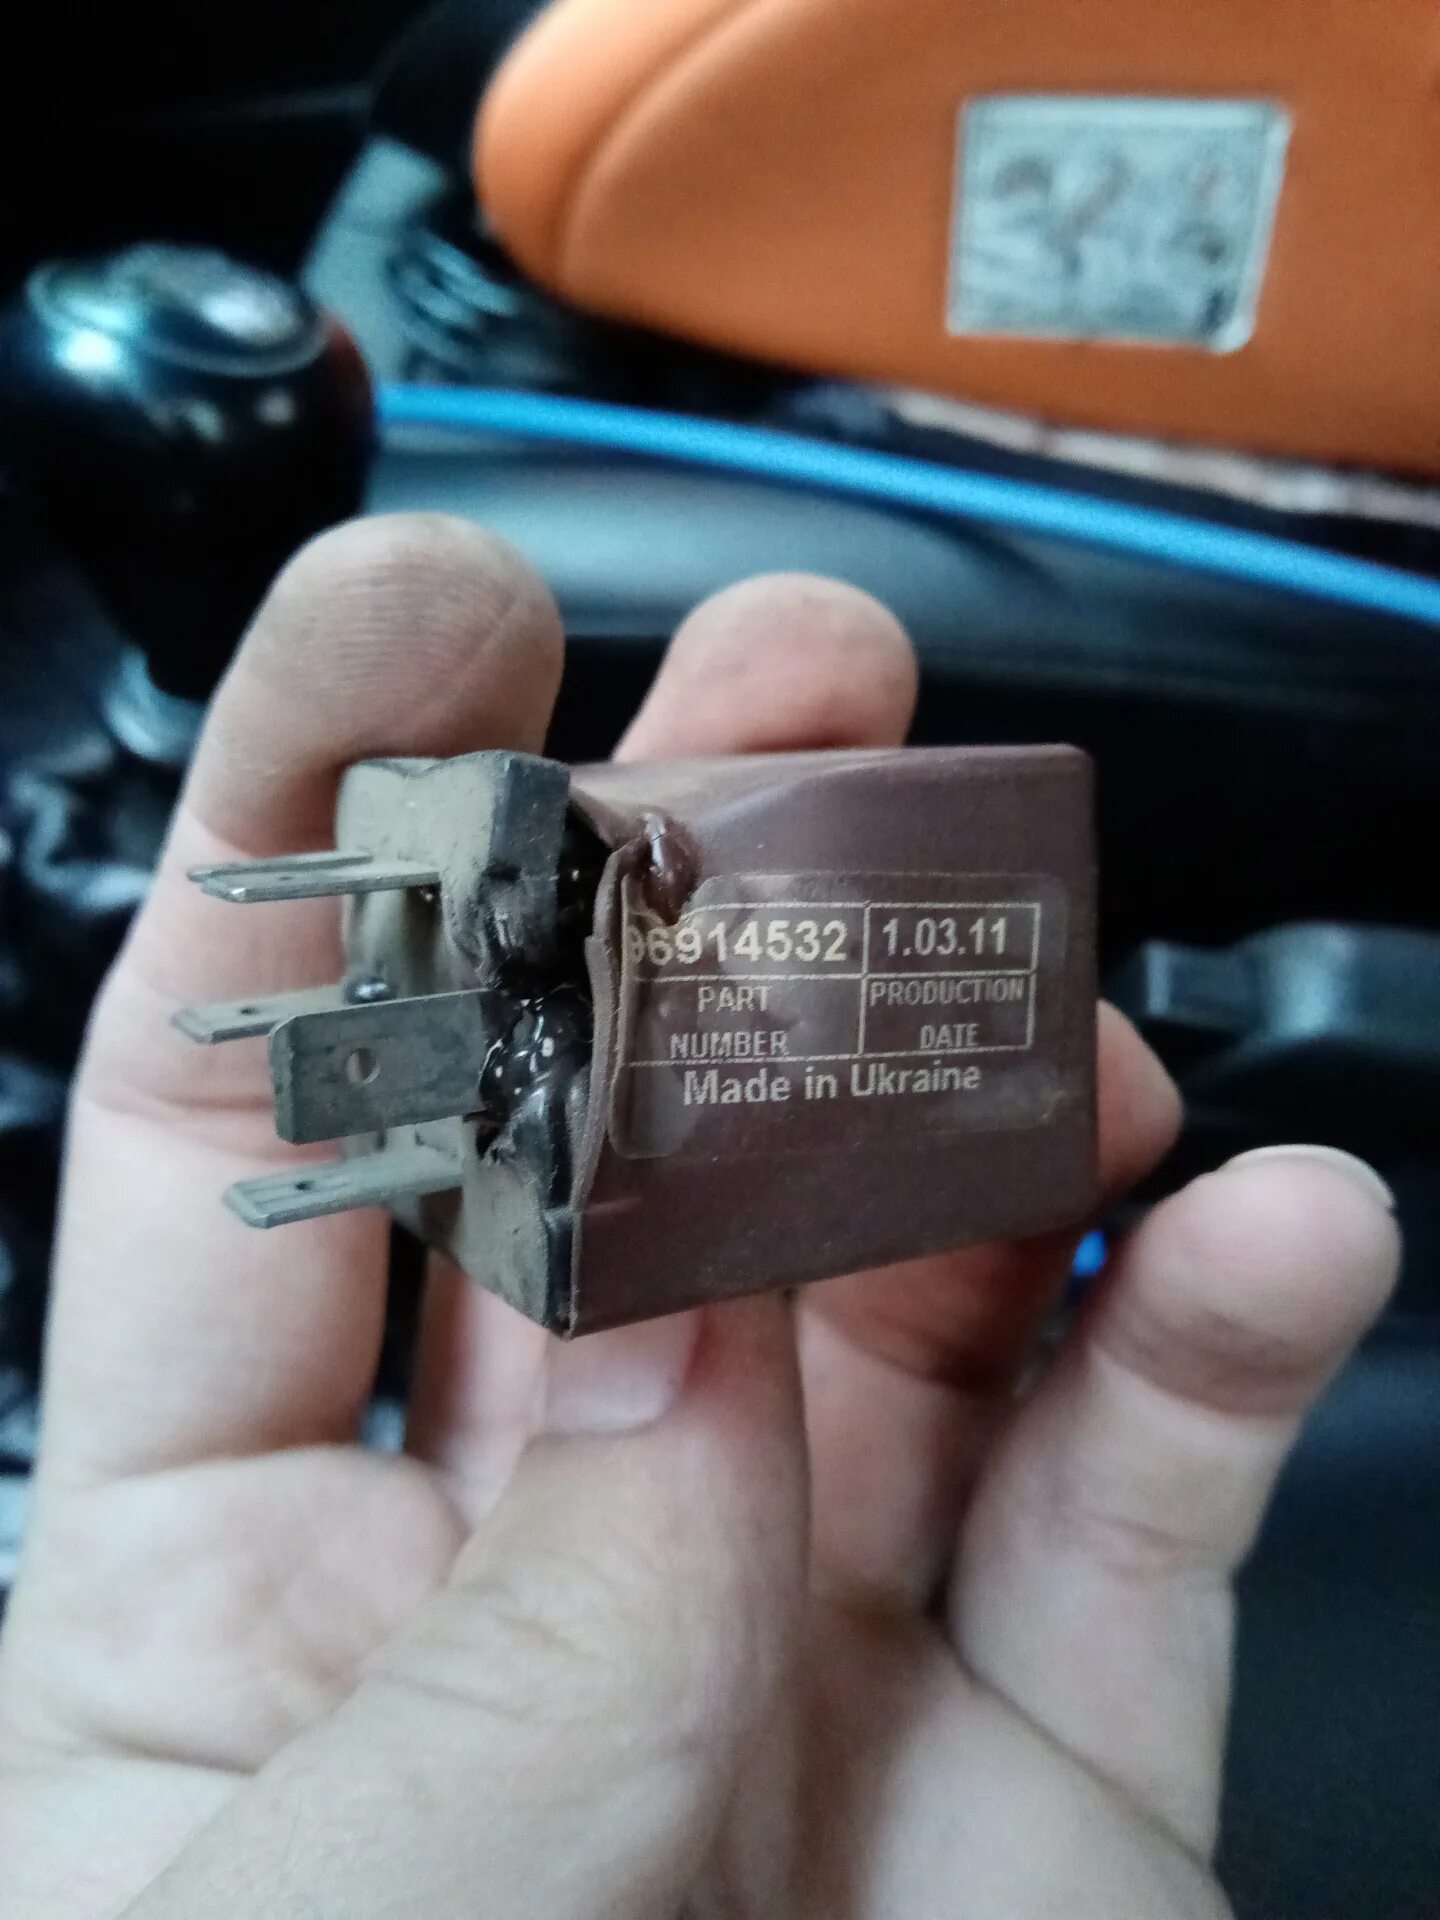 96914532 1.03.11
PART PRODUCTION
NUMBER DATE
Made in Ukraine